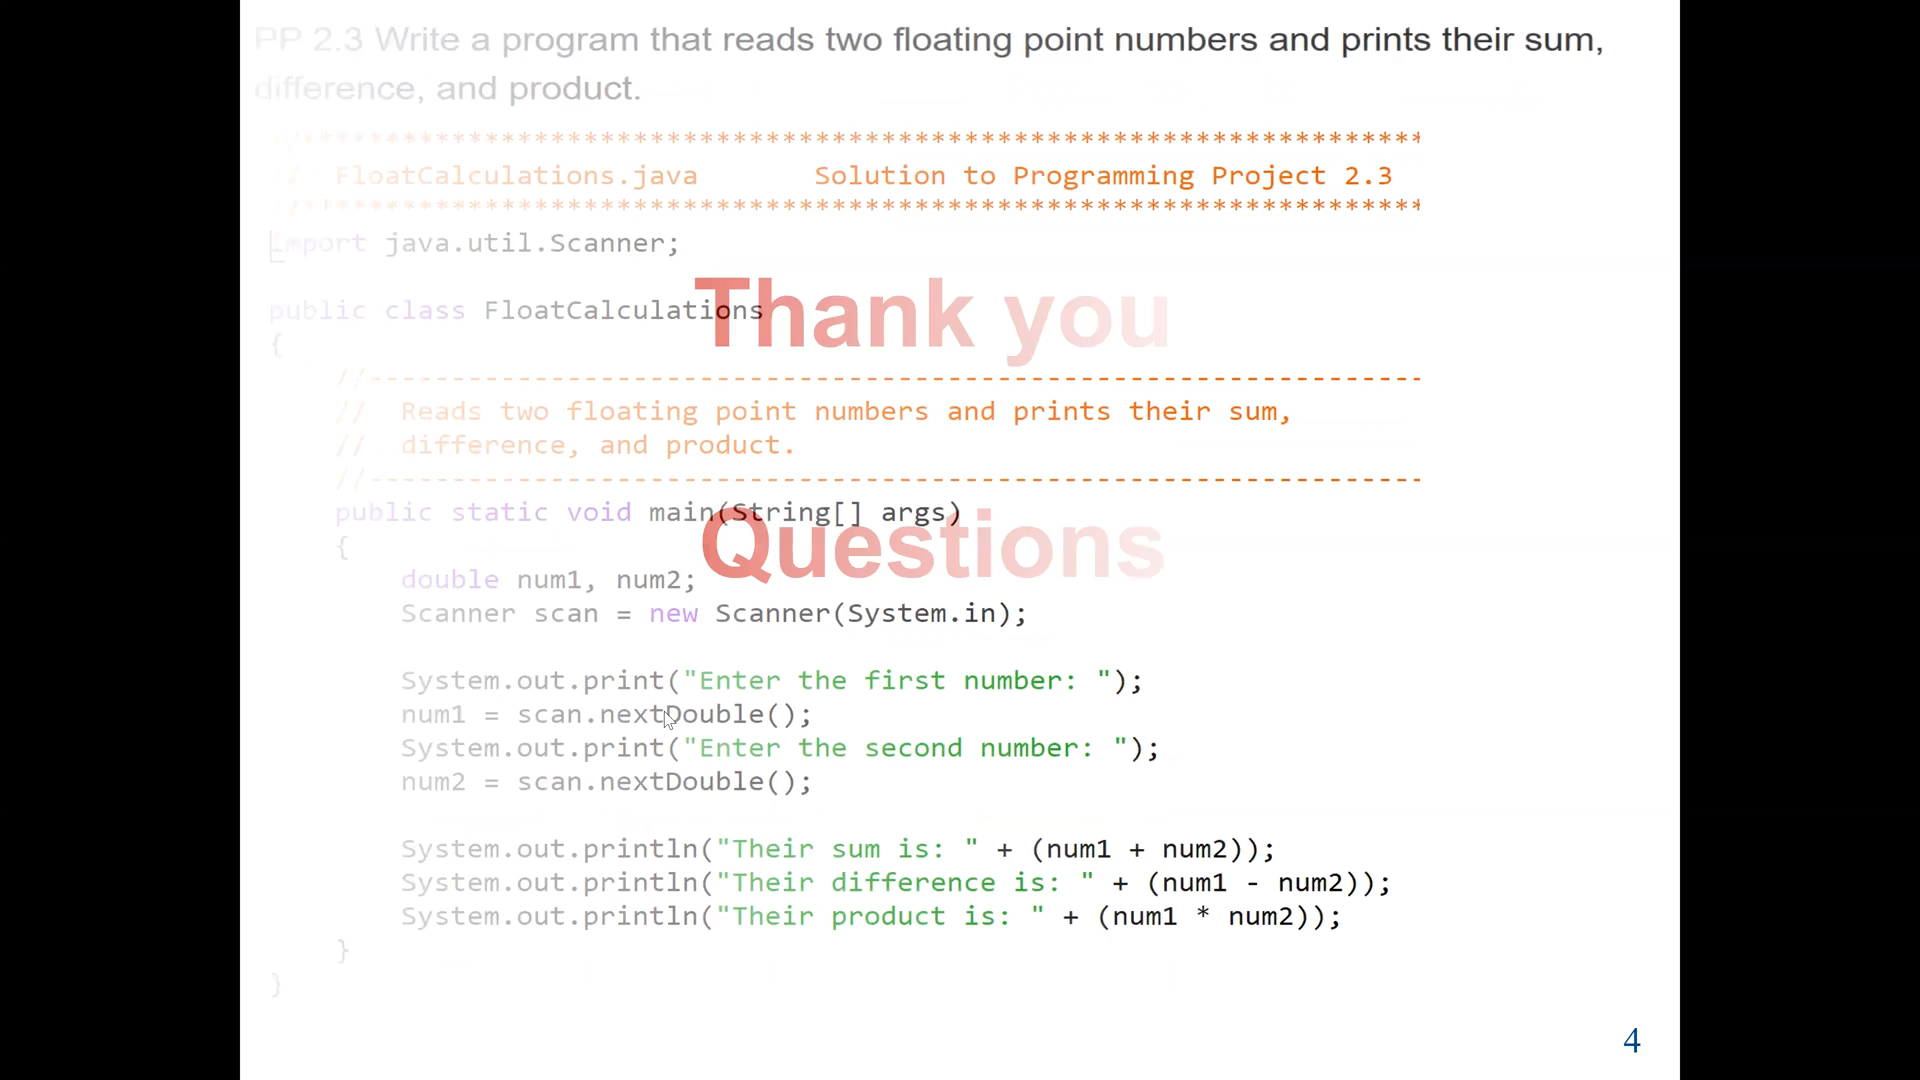 PP 2.3 Write a program that reads two floating point numbers and prints their sum,
difference, and product.
//*********************************************************************
//  FloatCalculations.java       Solution to Programming Project 2.3
//*********************************************************************
import java.util.Scanner;
Thank you
public class FloatCalculations
{
//----------------------------------------------------------------
//  Reads two floating point numbers and prints their sum,
//  difference, and product.
//----------------------------------------------------------------
public static void main(String[] args)
Questions
{
double num1, num2;
Scanner scan = new Scanner(System.in);
System.out.print("Enter the first number: ");
num1 = scan.nextDouble();
System.out.print("Enter the second number: ");
num2 = scan.nextDouble();
System.out.println("Their sum is: " + (num1 + num2));
System.out.println("Their difference is: " + (num1 - num2));
System.out.println("Their product is: " + (num1 * num2));
}
}
4